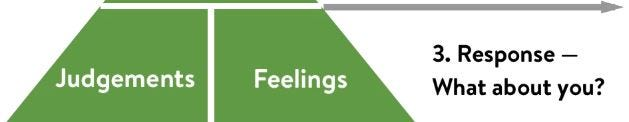 Judgements Feelings
3. Response —
What about you?